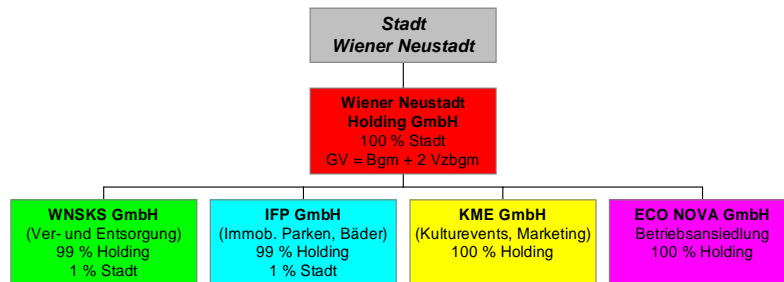 Stadt
Wiener Neustadt
Wiener Neustadt
Holding GmbH
100 % Stadt
GV = Bgm + 2 Vzbgm
WNSKS GmbH
(Ver- und Entsorgung)
99 % Holding
1 % Stadt
IFP GmbH
(Immob. Parken, Bäder)
99 % Holding
1 % Stadt
KME GmbH
(Kulturevents, Marketing)
100 % Holding
ECO NOVA GmbH
Betriebsansiedlung
100 % Holding